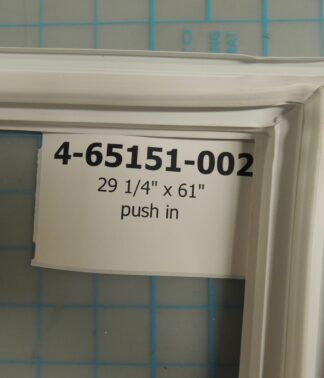 4-65151-002
29 1/4" x 61"
push in